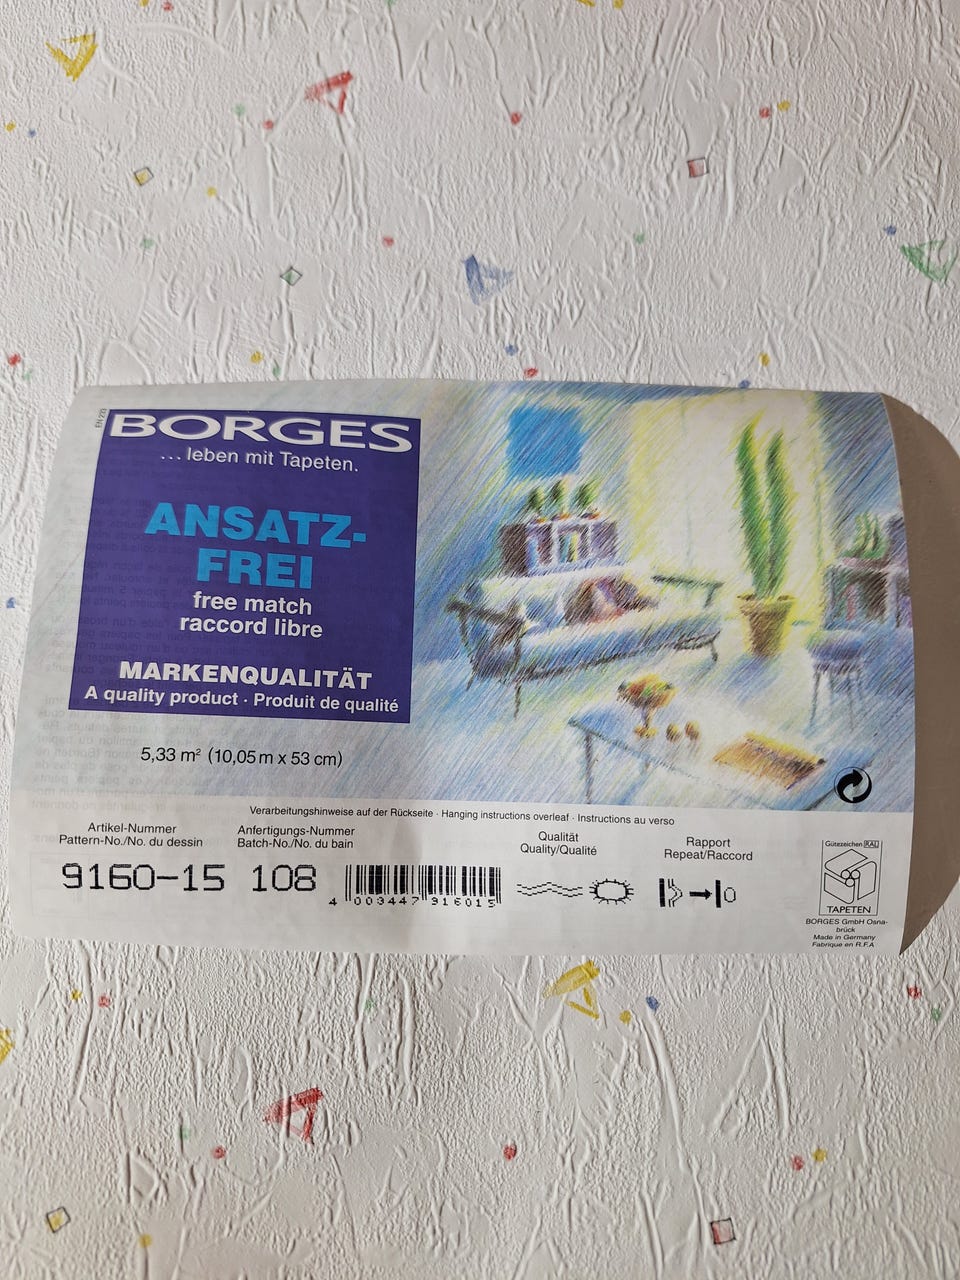 EN 233
BORGES
...leben mit Tapeten.
ANSATZ-
FREI
free match
raccord libre
MARKENQUALITÄT
A quality product · Produit de qualité
5,33 m² (10,05 m x 53 cm)
Verarbeitungshinweise auf der Rückseite · Hanging instructions overleaf · Instructions au verso
Artikel-Nummer
Pattern-No./No. du dessin
9160-15
Anfertigungs-Nummer
Batch-No./No. du bain
108
4 003447 916015
Qualität
Quality/Qualité
Rapport
Repeat/Raccord
0
Gütezeichen RAL
TAPETEN
BORGES GmbH Osna-
brück
Made in Germany
Fabrique en R.F.A